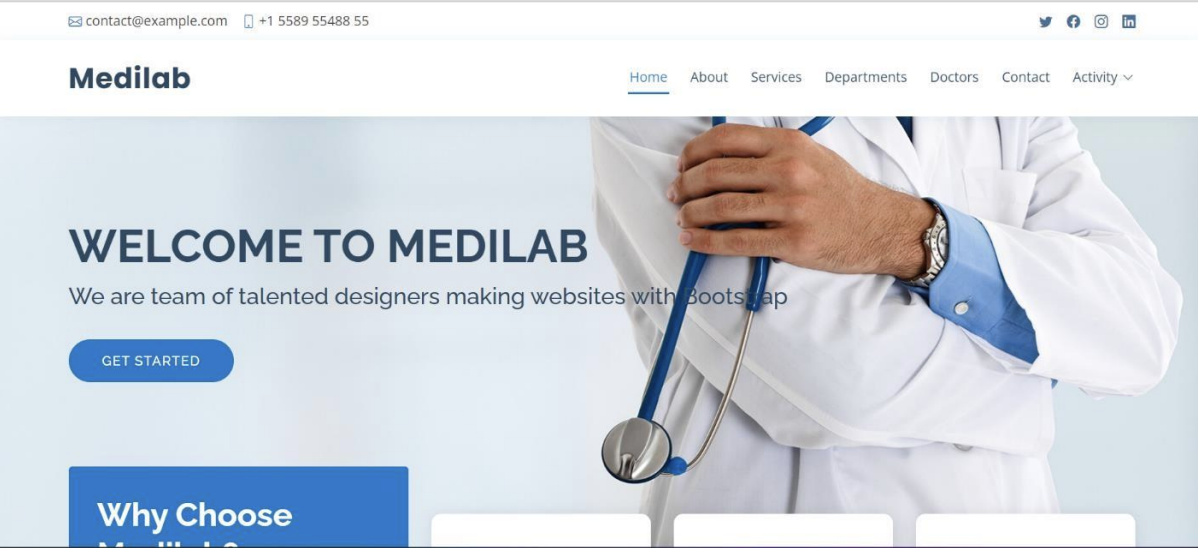 contact@example.com +1 5589 55488 55
Medilab
Home About Services Departments Doctors Contact Activity
WELCOME TO MEDILAB
We are team of talented designers making websites with Bootstrap
GET STARTED
Why Choose